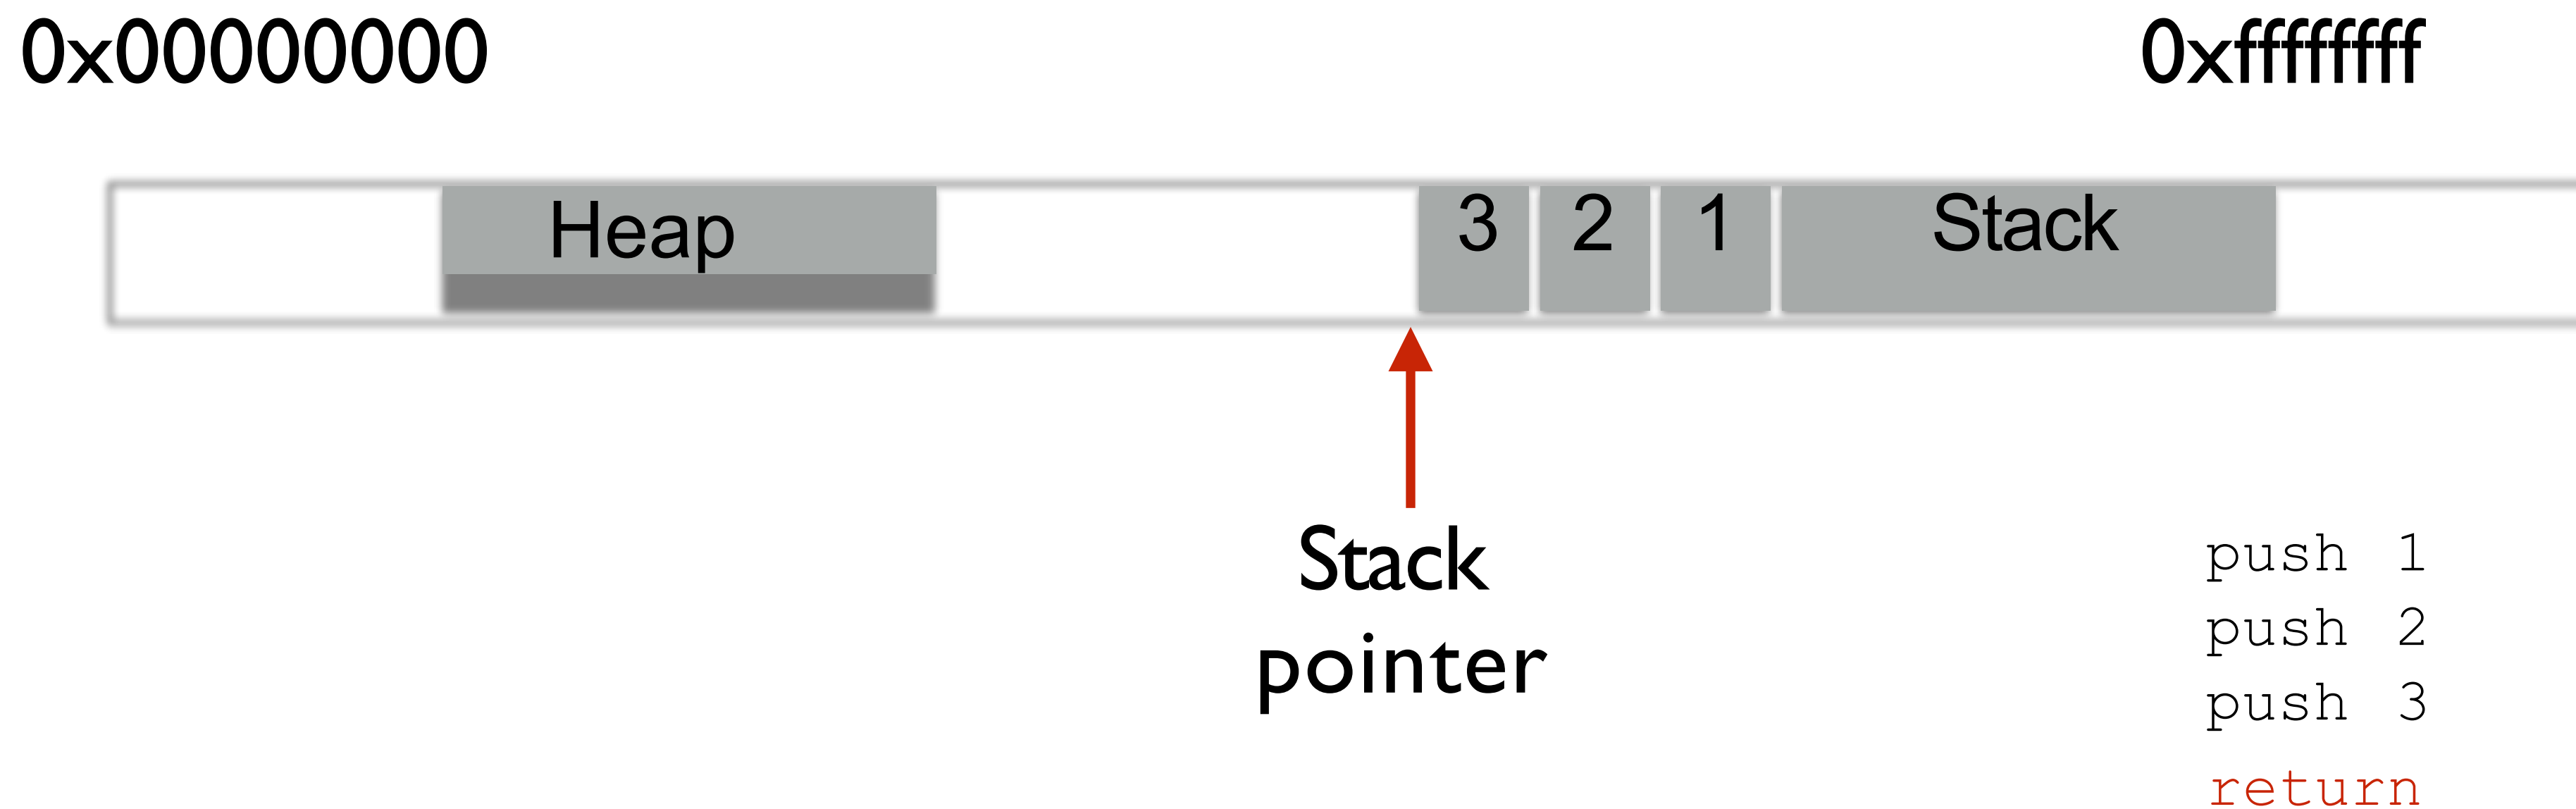 0x00000000 0xffffffff
Heap 3 2 1 Stack
Stack
pointer
push 1
push 2
push 3
return